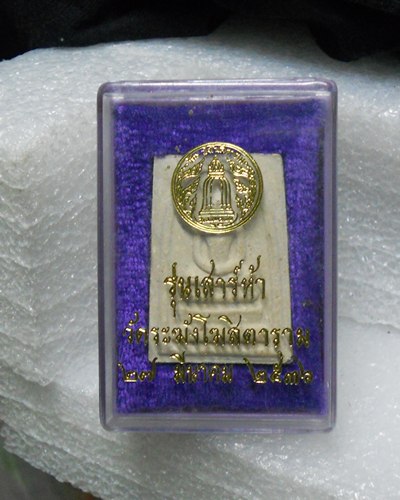 รุ่นเสาร์ห้า
วัดระฆังโฆสิตาราม
๒๗ มีนาคม ๒๕๓๖